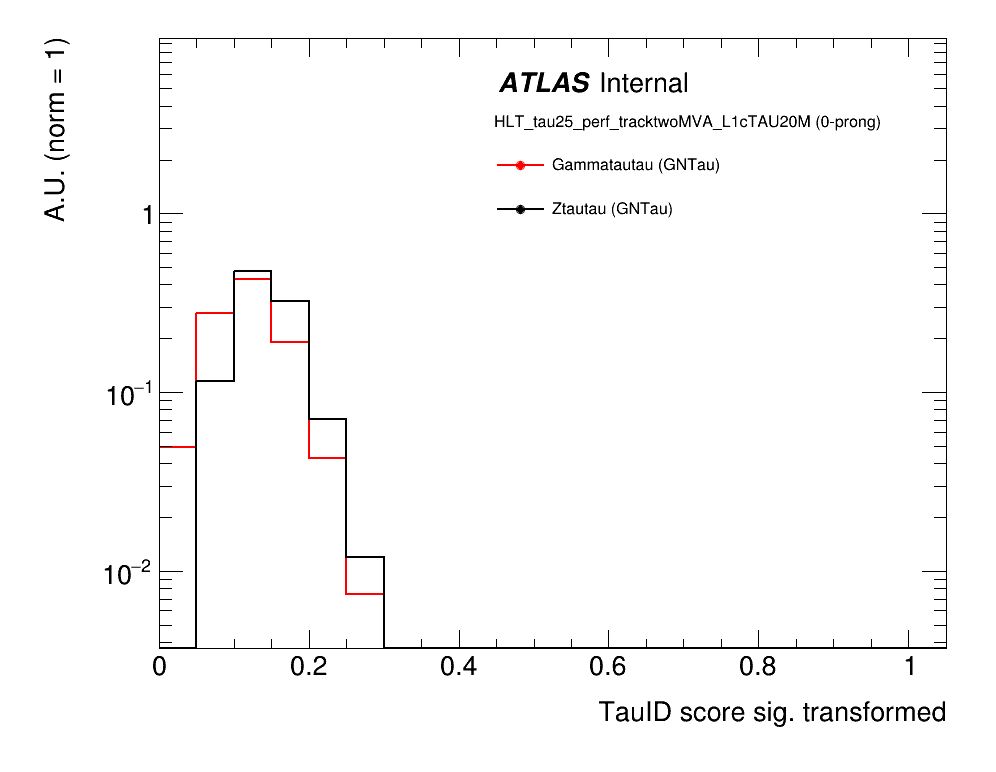 A.U. (norm = 1)
ATLAS Internal
HLT_tau25_perf_tracktwoMVA_L1cTAU20M (0-prong)
Gammatautau (GNTau)
Ztautau (GNTau)
1
10⁻¹
10⁻²
0 0.2 0.4 0.6 0.8 1
TauID score sig. transformed